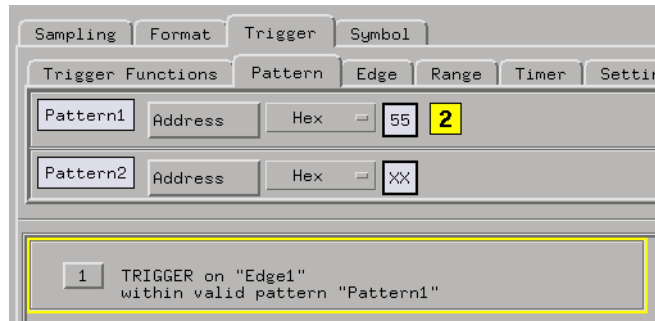 Sampling Format Trigger Symbol
Trigger Functions Pattern Edge Range Timer
Pattern1 Address Hex 55 2
Pattern2 Address Hex XX
1 TRIGGER on "Edge1"
within valid pattern "Pattern1"